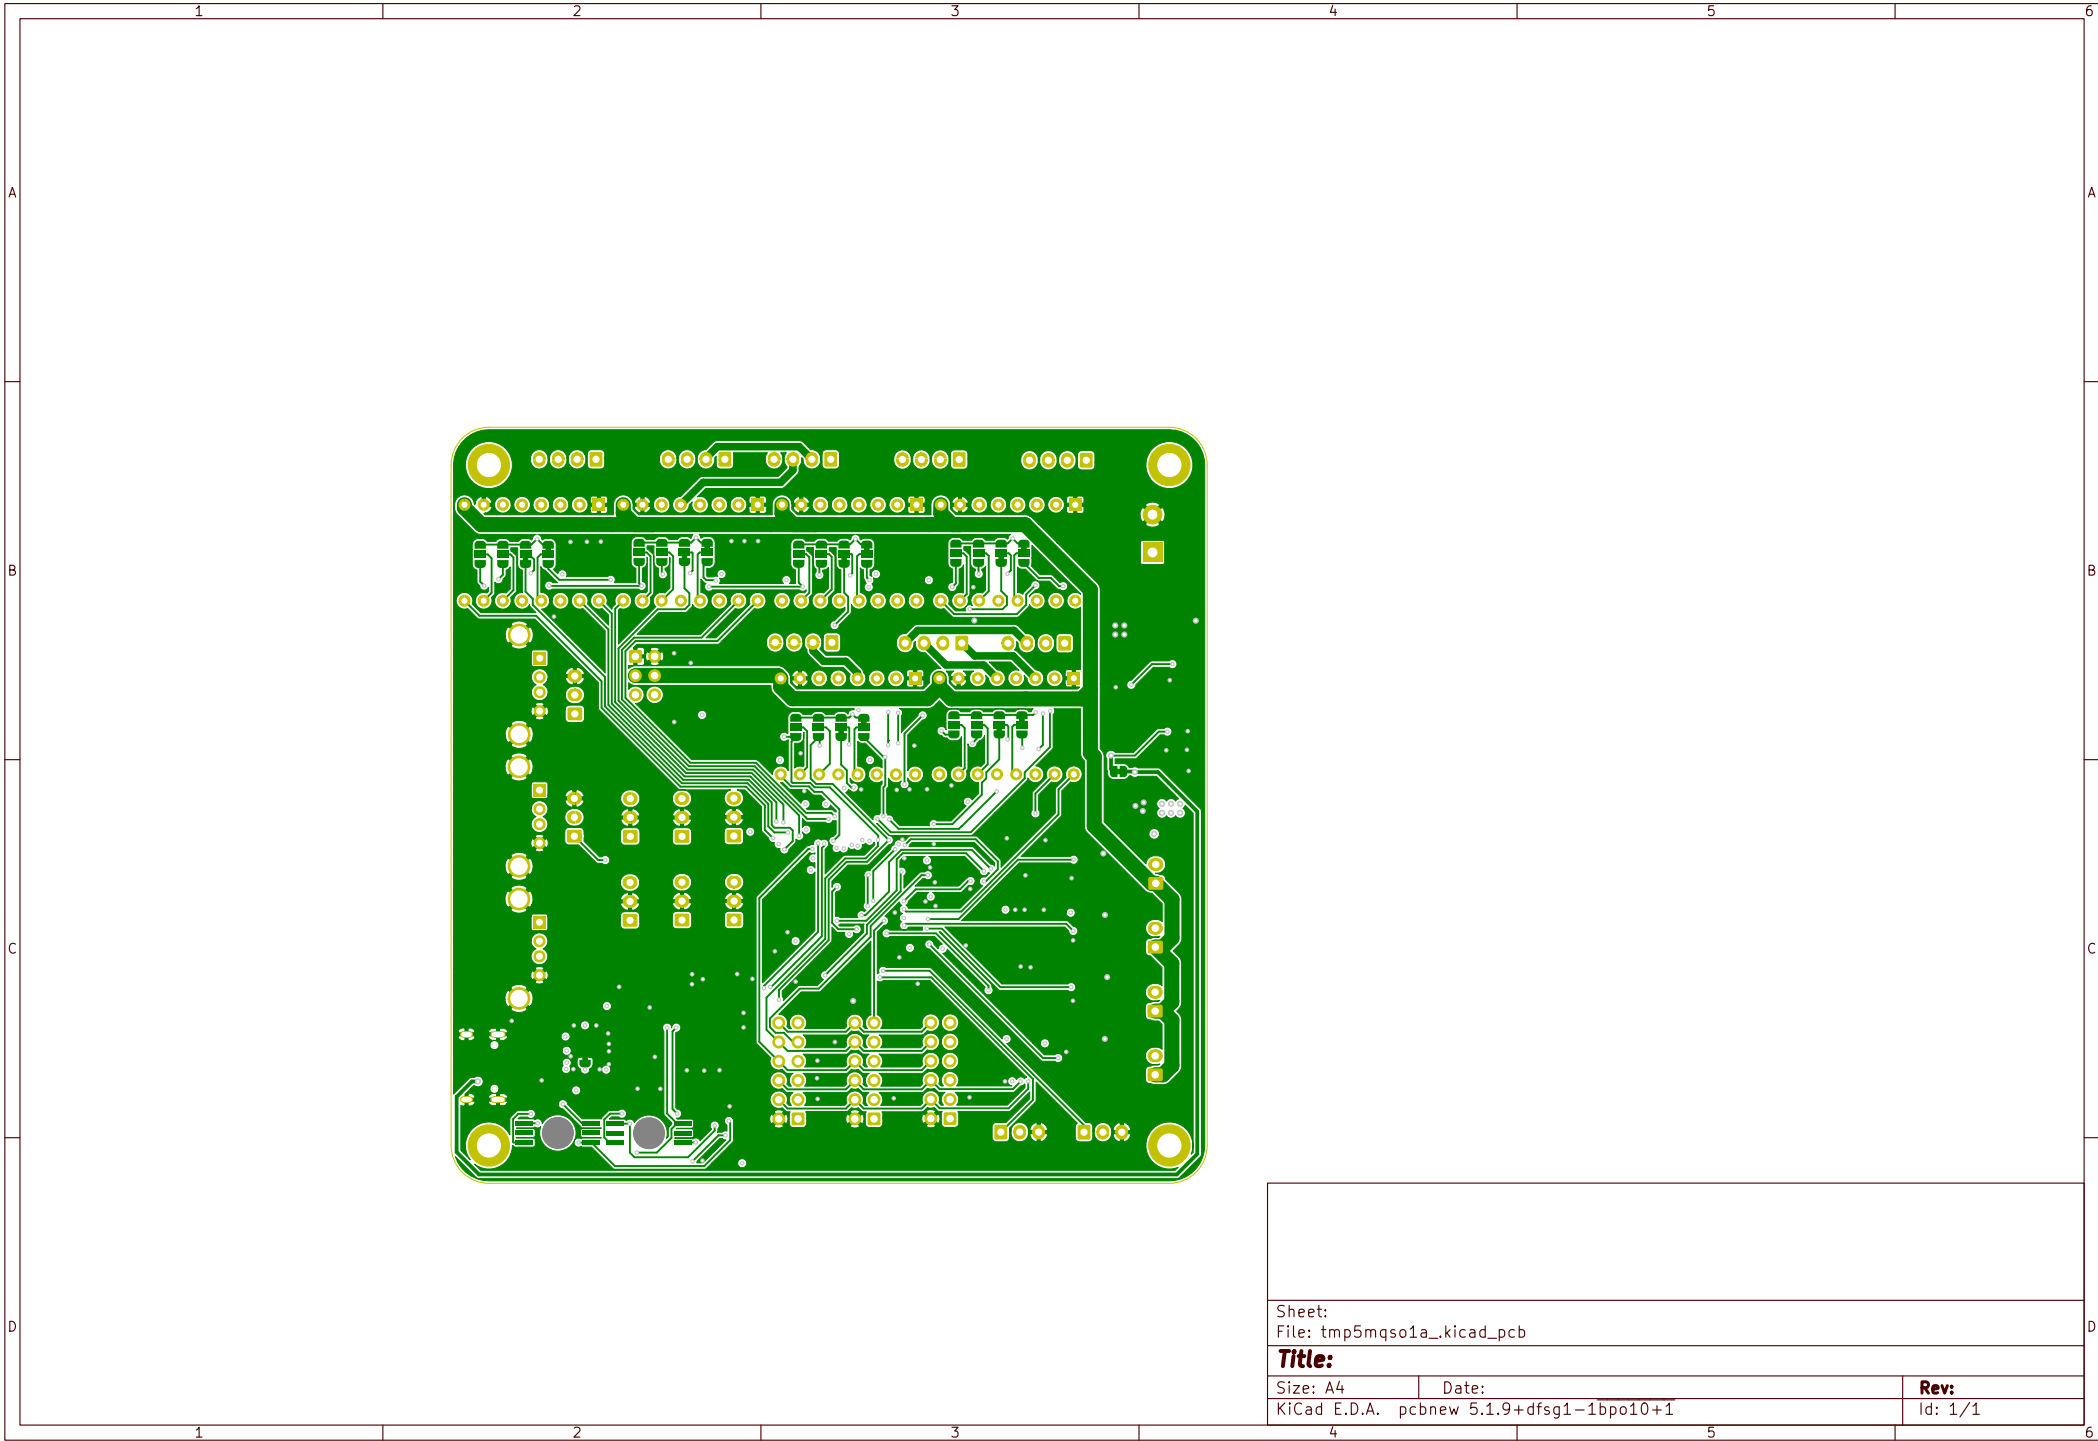 1 2 3 4 5 6
A A
B B
C C
D D
Sheet:
File: tmp5mqso1a_.kicad_pcb
Title:
Size: A4 Date: Rev:
KiCad E.D.A. pcbnew 5.1.9+dfsg1-1bpo10+1 Id: 1/1
1 2 3 4 5 6